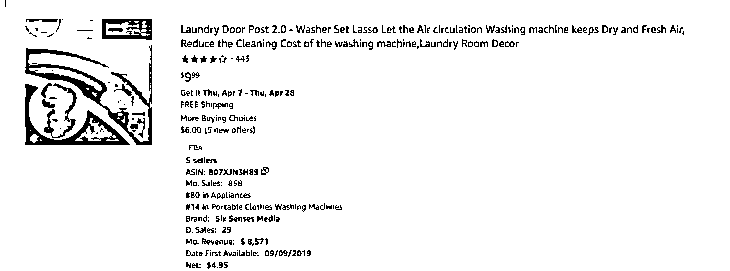 Laundry Door Post 2.0 - Washer Set Lasso Let the Air circulation Washing machine keeps Dry and Fresh Air,
Reduce the Cleaning Cost of the washing machine,Laundry Room Decor
445
$9.99
Get it Thu, Apr 7 - Thu, Apr 28
FREE Shipping
More Buying Choices
$6.00 (5 new offers)
FBA
5 sellers
Mo. Sales: 858
#80 in Appliances
#14 in Portable Clothes Washing Machines
Brand: Six Senses Media
D. Sales: 29
Mo. Revenue: $8,571
Date First Available: 09/09/2019
Net: $4.95